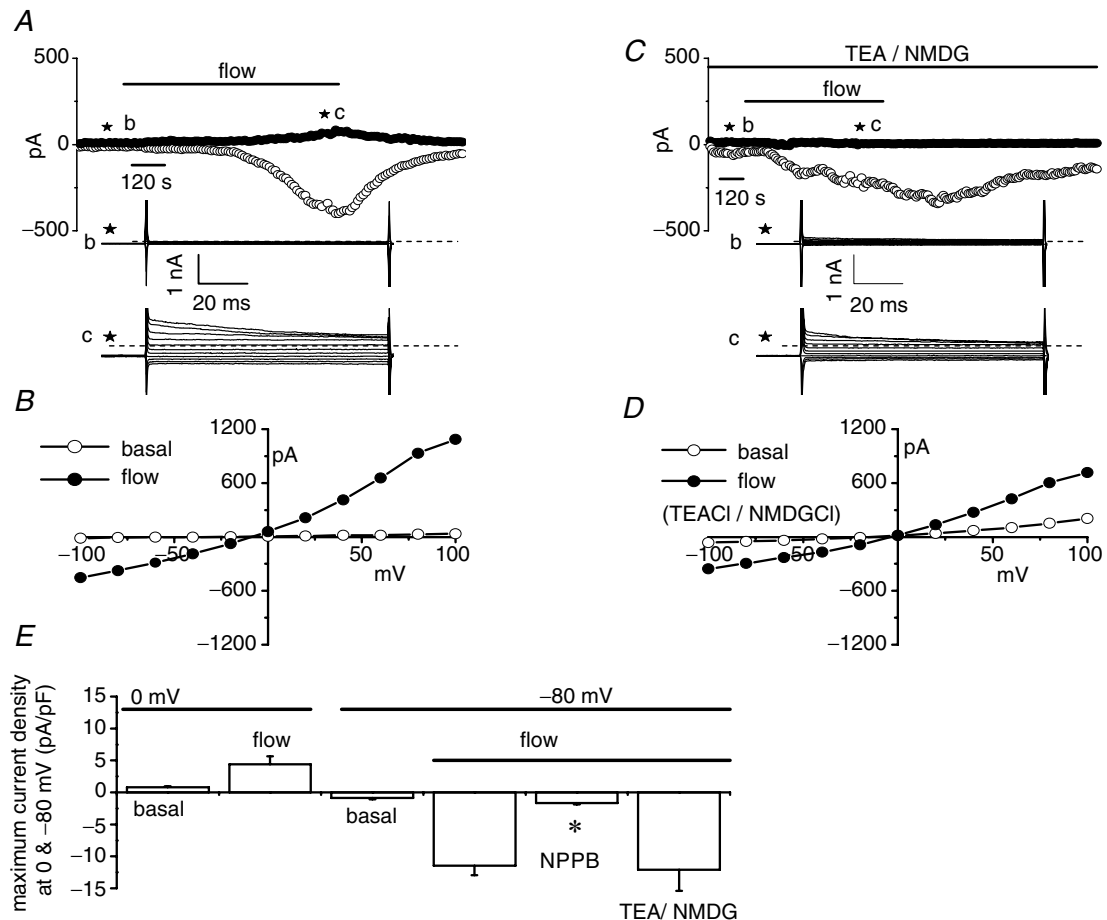 A
500
flow
★ b
★ c
pA
0
120 s
−500
b ★
1 nA
20 ms
c ★
C
TEA / NMDG
500
flow
★ b
★ c
pA
0
120 s
−500
b ★
1 nA
20 ms
c ★
B
basal
flow
pA
1200
600
−600
−1200
−100
−50
50
100
mV
D
basal
flow
(TEACl / NMDGCl)
pA
1200
600
−600
−1200
−100
−50
50
100
mV
E
maximum current density
at 0 & −80 mV (pA/pF)
15
10
5
0
−5
−10
−15
0 mV
−80 mV
flow
flow
basal
basal
*
NPPB
TEA/ NMDG